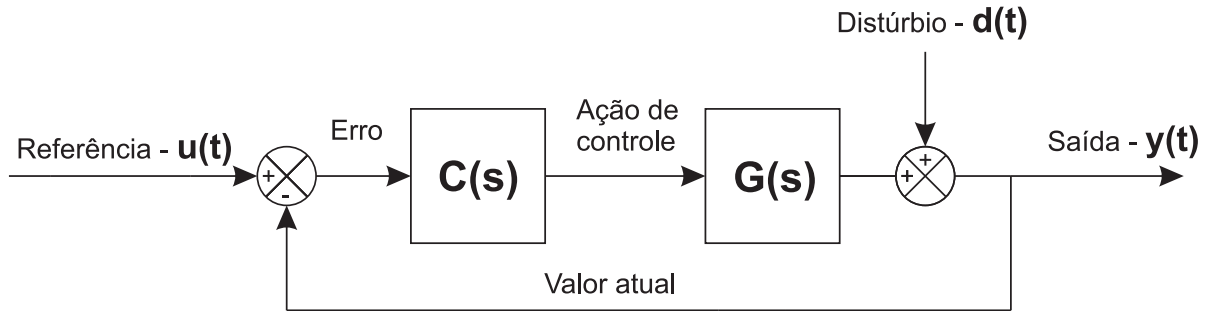 Distúrbio - d(t)
Referência - u(t)
+
-
Erro
C(s)
Ação de
controle
G(s)
+
+
Saída - y(t)
Valor atual